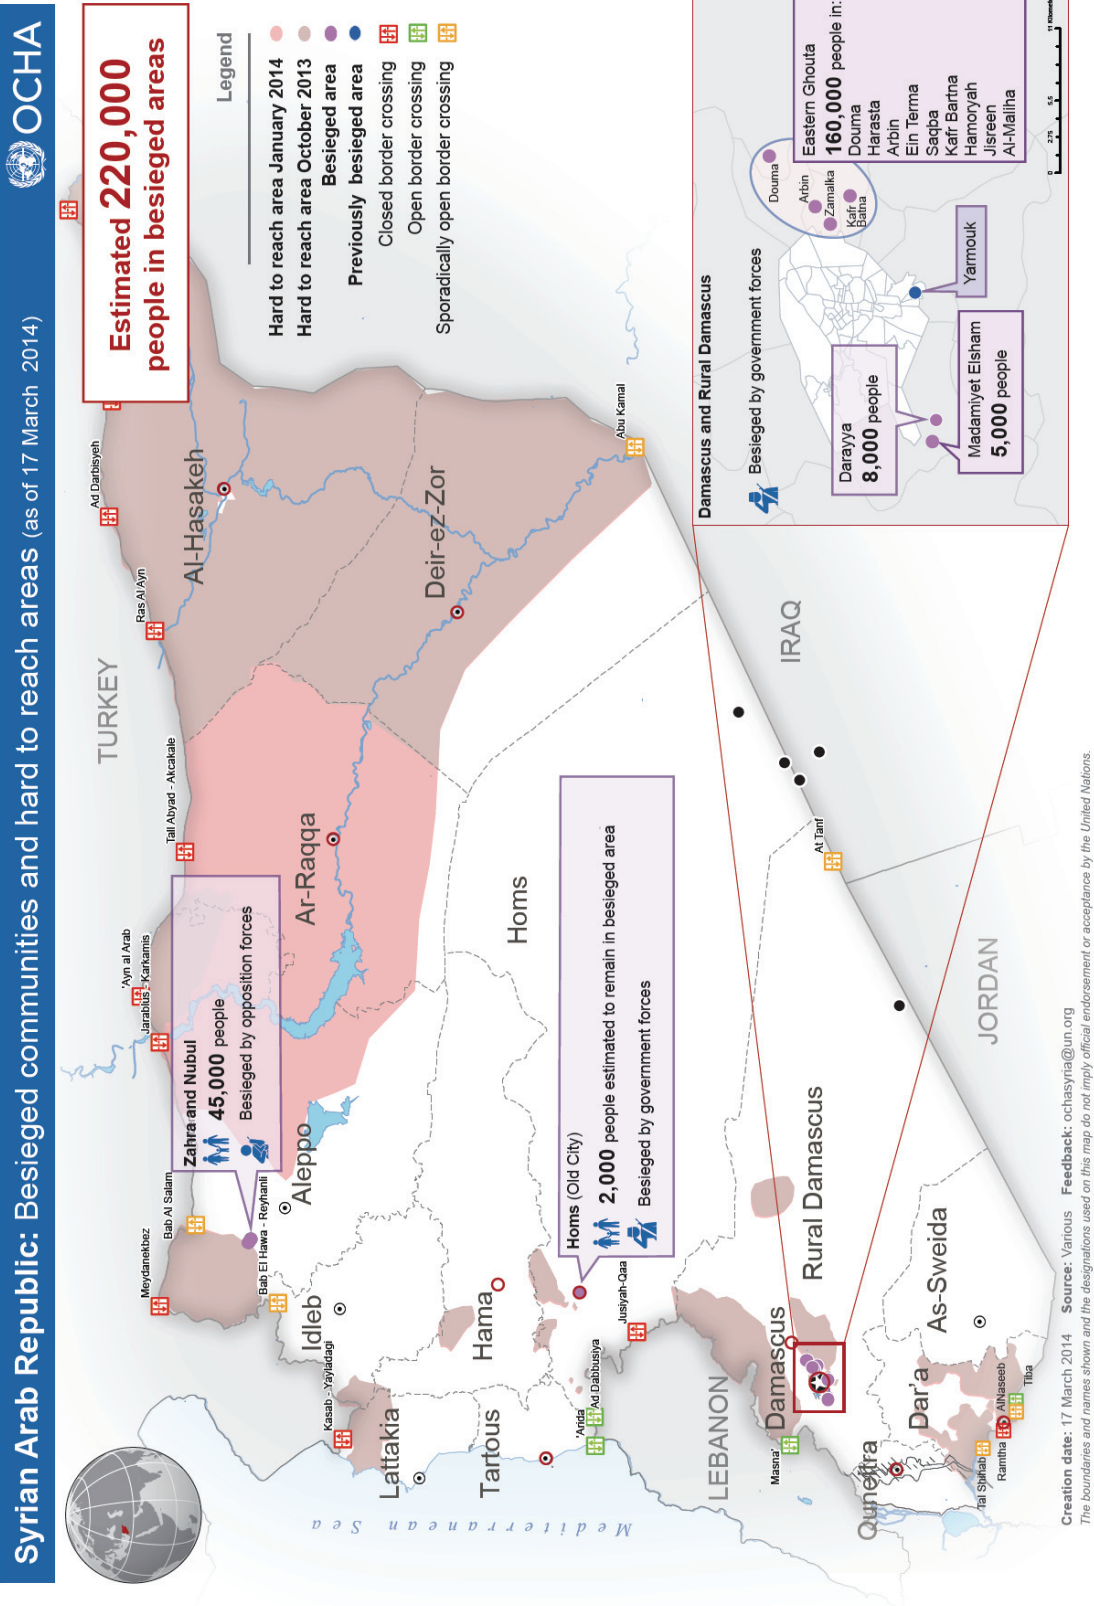 Syrian Arab Republic: Besieged communities and hard to reach areas (as of 17 March 2014)
OCHA
Estimated 220,000
people in besieged areas
Legend
Hard to reach area January 2014
Hard to reach area October 2013
Besieged area
Previously besieged area
Closed border crossing
Open border crossing
Sporadically open border crossing
TURKEY
Meydanekbez
Bab Al Salam
Jarablus - Karkamis
'Ayn al Arab
Tall Abyad - Akcakale
Ras Al Ayn
Ad Darbisyeh
Zahra and Nubul
45,000 people
Besieged by opposition forces
Al-Hasakeh
Bab El Hawa - Reyhanli
Aleppo
Ar-Raqqa
Idleb
Kasab - Yayladagi
Deir-ez-Zor
Lattakia
Hama
Tartous
Homs
Abu Kamal
Mediterranean Sea
'Arida
Ad Dabbusiya
Jusiyah-Qaa
Homs (Old City)
2,000 people estimated to remain in besieged area
Besieged by government forces
LEBANON
Damascus
Masna'
Rural Damascus
At Tanf
IRAQ
Quneitra
Dar'a
As-Sweida
Tal Shihab
Ramtha
AlNaseeb
Tiba
JORDAN
Damascus and Rural Damascus
Besieged by government forces
Douma
Arbin
Zamalka
Kafr
Batna
Eastern Ghouta
160,000 people in:
Douma
Harasta
Arbin
Ein Terma
Saqba
Kafr Bartna
Hamoryah
Jisreen
Al-Maliha
Darayya
8,000 people
Yarmouk
Madamiyet Elsham
5,000 people
0 2.75 5.5 11 Kilometers
Creation date: 17 March 2014 Source: Various Feedback: ochasyria@un.org
The boundaries and names shown and the designations used on this map do not imply official endorsement or acceptance by the United Nations.